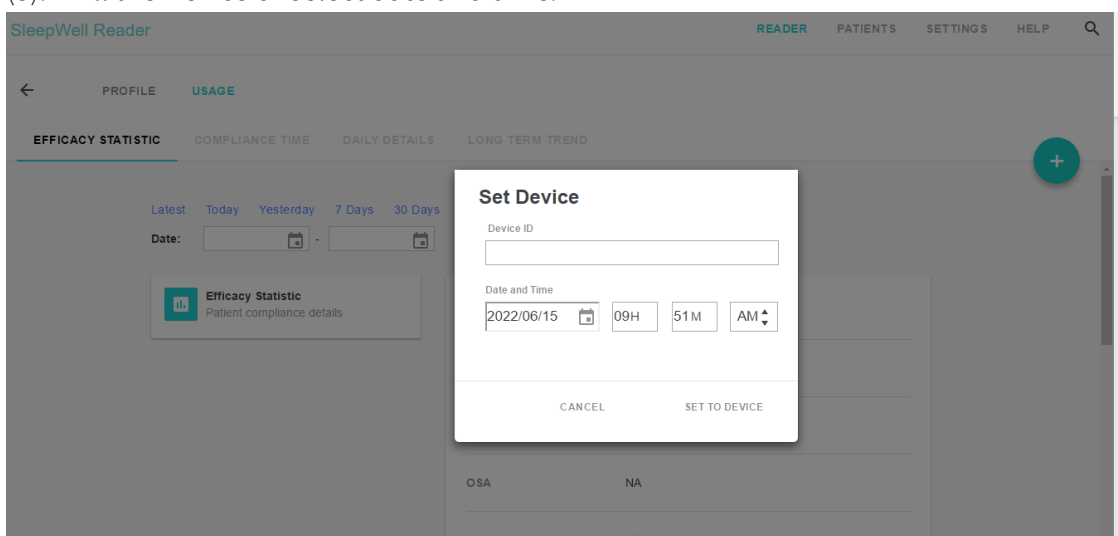 SleepWell Reader
READER PATIENTS SETTINGS HELP
PROFILE USAGE
EFFICACY STATISTIC COMPLIANCE TIME DAILY DETAILS LONG TERM TREND
+
Latest Today Yesterday 7 Days 30 Days
Date: -
Efficacy Statistic
Patient compliance details
Set Device
Device ID
Date and Time
2022/06/15 09H 51M AM
CANCEL SET TO DEVICE
OSA NA